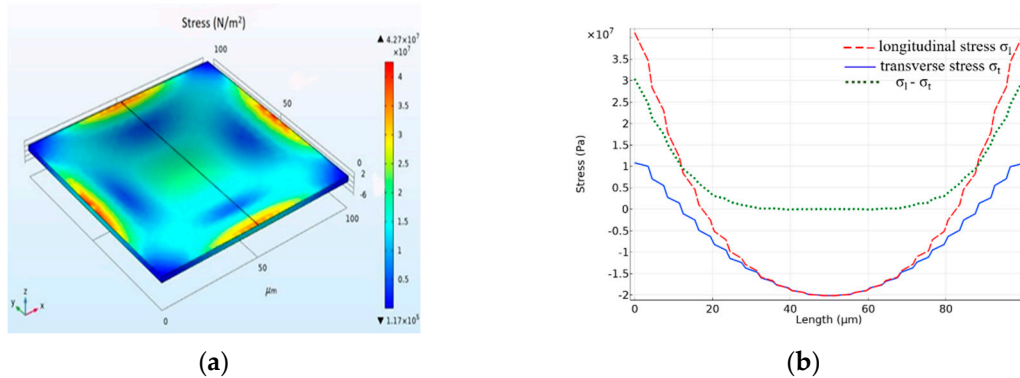 Stress (N/m²)
▲ 4.27×10⁷
×10⁷
100
50
0
-2
-6
4
3.5
3
2.5
2
1.5
1
0.5
▼ 1.17×10⁵
100
50
µm
0
z
y
x
(a)
×10⁷
3.5
3
2.5
2
1.5
1
0.5
0
-0.5
-1
-1.5
-2
Stress (Pa)
longitudinal stress σl
transverse stress σt
σl - σt
0 20 40 60 80
Length (µm)
(b)